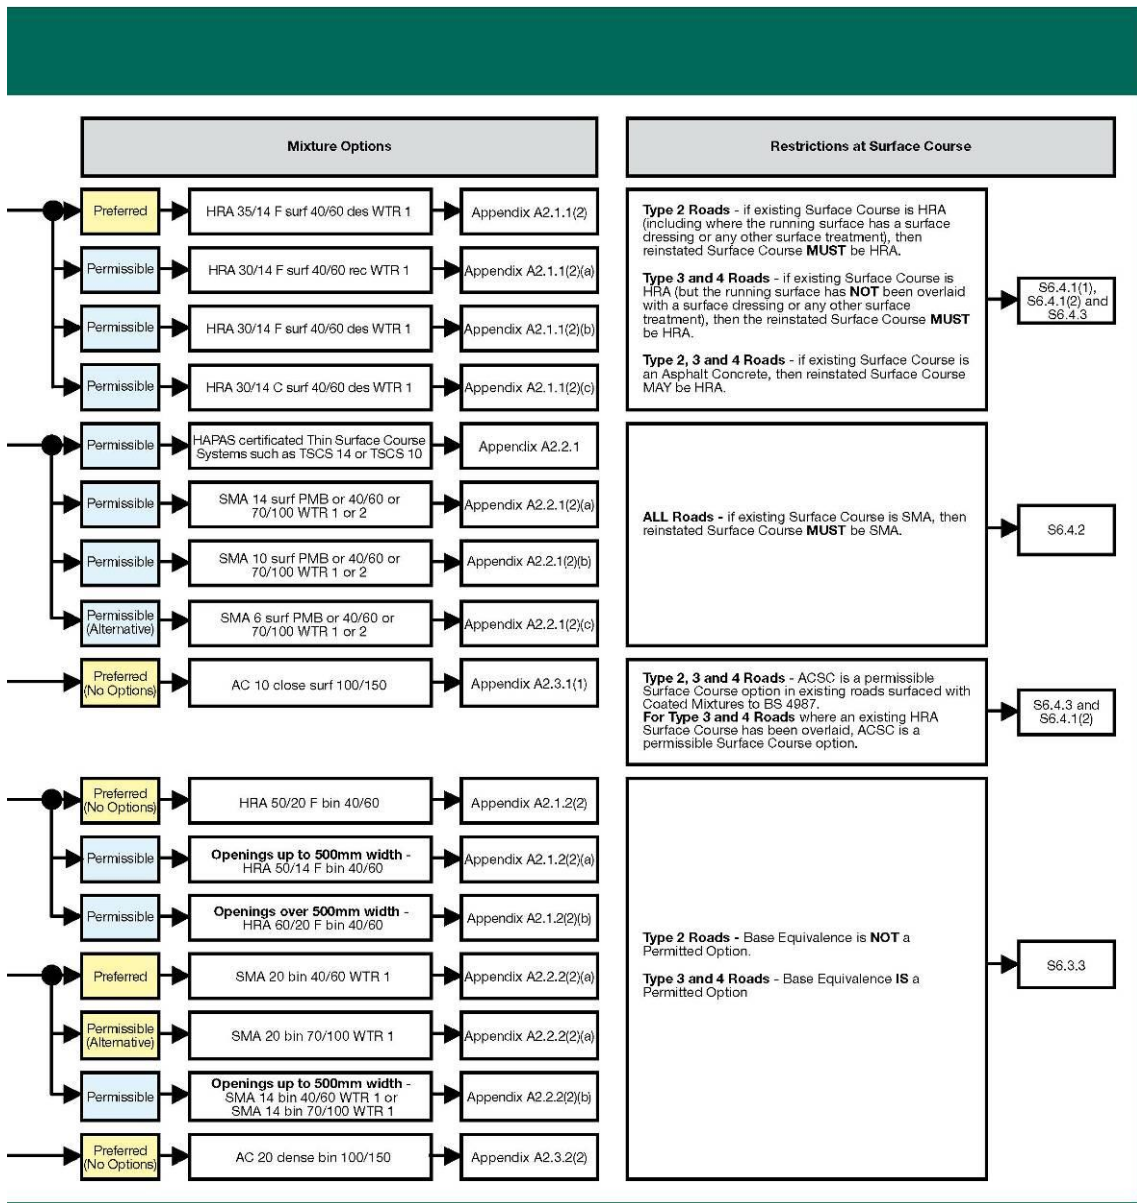 Mixture Options
Restrictions at Surface Course
Preferred
HRA 35/14 F surf 40/60 des WTR 1
Appendix A2.1.1(2)
Permissible
HRA 30/14 F surf 40/60 rec WTR 1
Appendix A2.1.1(2)(a)
Permissible
HRA 30/14 F surf 40/60 des WTR 1
Appendix A2.1.1(2)(b)
Permissible
HRA 30/14 C surf 40/60 des WTR 1
Appendix A2.1.1(2)(c)
Type 2 Roads - if existing Surface Course is HRA
(including where the running surface has a surface
dressing or any other surface treatment), then
reinstated Surface Course MUST be HRA.
Type 3 and 4 Roads - if existing Surface Course is
HRA (but the running surface has NOT been overlaid
with a surface dressing or any other surface
treatment), then the reinstated Surface Course MUST
be HRA.
Type 2, 3 and 4 Roads - if existing Surface Course is
an Asphalt Concrete, then reinstated Surface Course
MAY be HRA.
S6.4.1(1),
S6.4.1(2) and
S6.4.3
Permissible
HAPAS certificated Thin Surface Course
Systems such as TSCS 14 or TSCS 10
Appendix A2.2.1
Permissible
SMA 14 surf PMB or 40/60 or
70/100 WTR 1 or 2
Appendix A2.2.1(2)(a)
Permissible
SMA 10 surf PMB or 40/60 or
70/100 WTR 1 or 2
Appendix A2.2.1(2)(b)
Permissible
(Alternative)
SMA 6 surf PMB or 40/60 or
70/100 WTR 1 or 2
Appendix A2.2.1(2)(c)
ALL Roads - if existing Surface Course is SMA, then
reinstated Surface Course MUST be SMA.
S6.4.2
Preferred
(No Options)
AC 10 close surf 100/150
Appendix A2.3.1(1)
Type 2, 3 and 4 Roads - ACSC is a permissible
Surface Course option in existing roads surfaced with
Coated Mixtures to BS 4987.
For Type 3 and 4 Roads where an existing HRA
Surface Course has been overlaid, ACSC is a
permissible Surface Course option.
S6.4.3 and
S6.4.1(2)
Preferred
(No Options)
HRA 50/20 F bin 40/60
Appendix A2.1.2(2)
Permissible
Openings up to 500mm width -
HRA 50/14 F bin 40/60
Appendix A2.1.2(2)(a)
Permissible
Openings over 500mm width -
HRA 60/20 F bin 40/60
Appendix A2.1.2(2)(b)
Preferred
SMA 20 bin 40/60 WTR 1
Appendix A2.2.2(2)(a)
Permissible
(Alternative)
SMA 20 bin 70/100 WTR 1
Appendix A2.2.2(2)(a)
Permissible
Openings up to 500mm width -
SMA 14 bin 40/60 WTR 1 or
SMA 14 bin 70/100 WTR 1
Appendix A2.2.2(2)(b)
Preferred
(No Options)
AC 20 dense bin 100/150
Appendix A2.3.2(2)
Type 2 Roads - Base Equivalence is NOT a
Permitted Option.
Type 3 and 4 Roads - Base Equivalence IS a
Permitted Option
S6.3.3